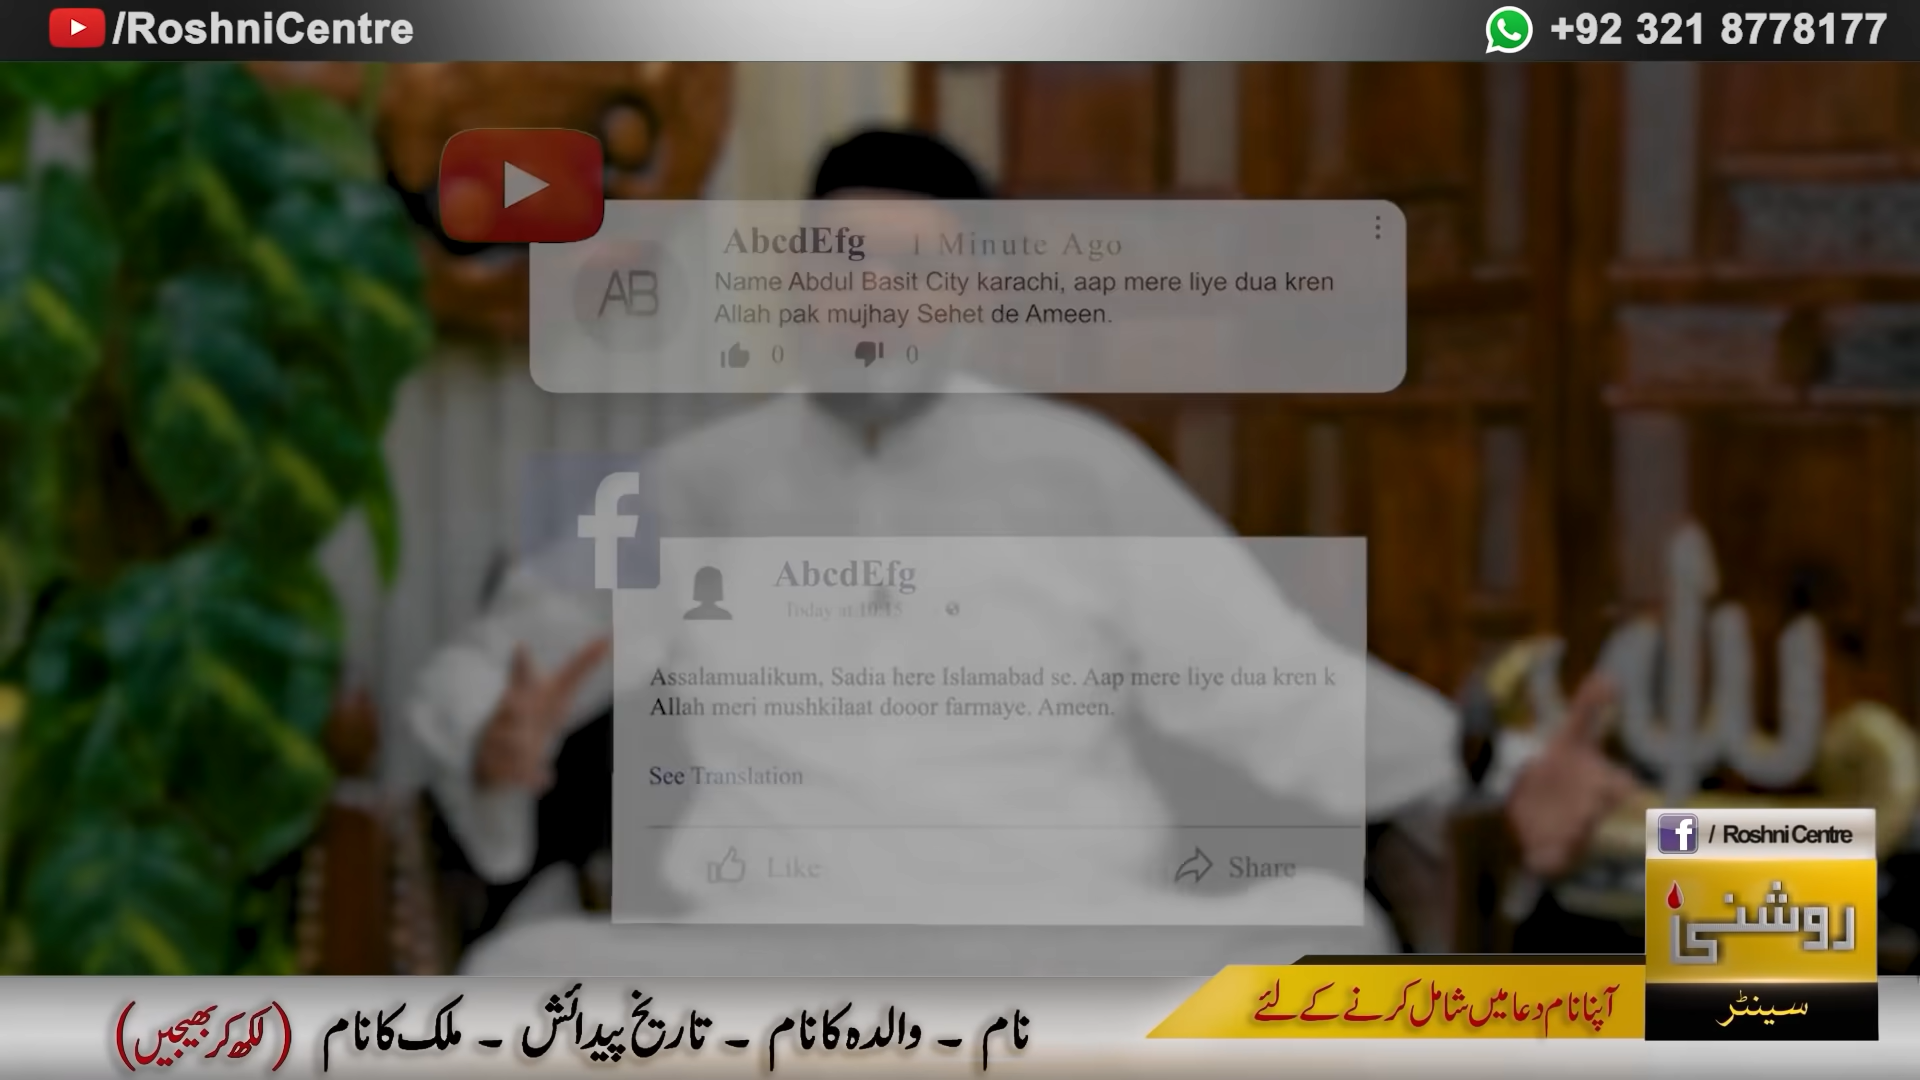 /RoshniCentre
+92 321 8778177
AbcdEfg 1 Minute Ago
AB
Name Abdul Basit City karachi, aap mere liye dua kren
Allah pak mujhay Sehet de Ameen.
0 0
f
AbcdEfg
Today at 10:15
Assalamualikum, Sadia here Islamabad se. Aap mere liye dua kren k
Allah meri mushkilaat dooor farmaye. Ameen.
See Translation
Like Share
f / Roshni Centre
روشنی
سینٹر
آپنا نام دعا میں شامل کرنے کے لئے
نام ۔ والدہ کا نام ۔ تاریخ پیدائش ۔ ملک کا نام (لکھ کر بھیجیں)